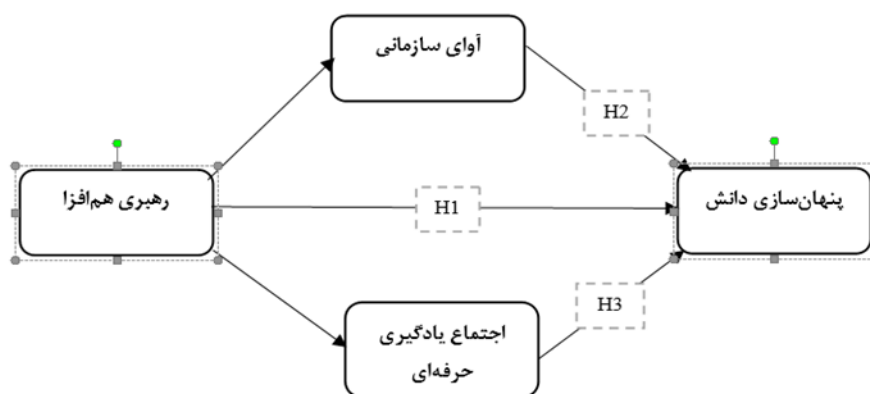 آوای سازمانی
H2
رهبری هم‌افزا
H1
پنهان‌سازی دانش
H3
اجتماع یادگیری
حرفه‌ای